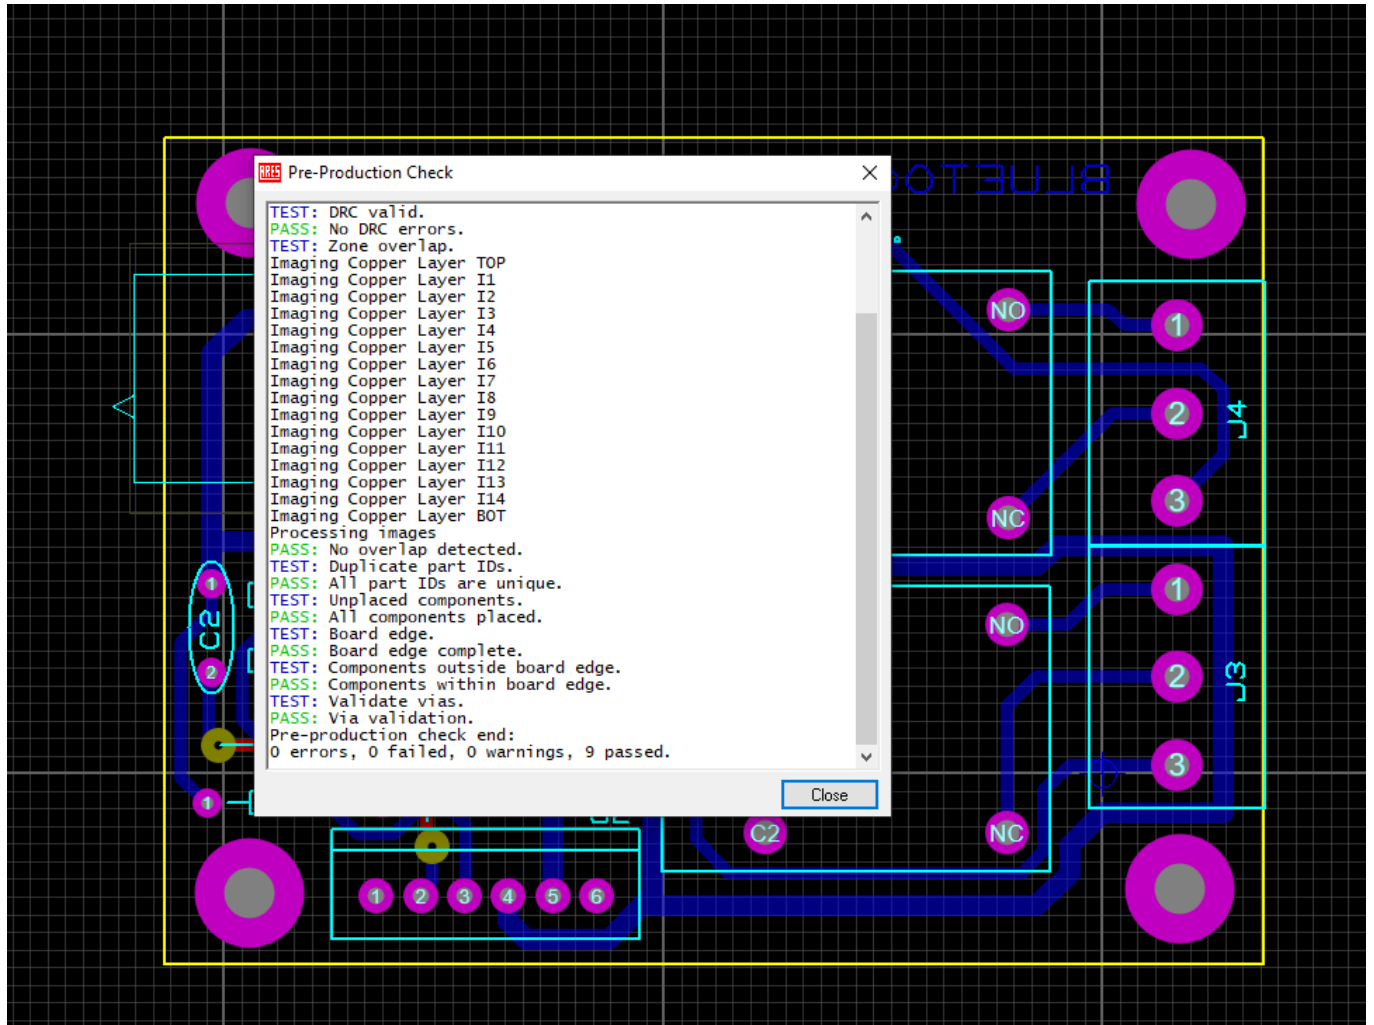 ARES Pre-Production Check
TEST: DRC valid.
PASS: No DRC errors.
TEST: Zone overlap.
Imaging Copper Layer TOP
Imaging Copper Layer I1
Imaging Copper Layer I2
Imaging Copper Layer I3
Imaging Copper Layer I4
Imaging Copper Layer I5
Imaging Copper Layer I6
Imaging Copper Layer I7
Imaging Copper Layer I8
Imaging Copper Layer I9
Imaging Copper Layer I10
Imaging Copper Layer I11
Imaging Copper Layer I12
Imaging Copper Layer I13
Imaging Copper Layer I14
Imaging Copper Layer BOT
Processing images
PASS: No overlap detected.
TEST: Duplicate part IDs.
PASS: All part IDs are unique.
TEST: Unplaced components.
PASS: All components placed.
TEST: Board edge.
PASS: Board edge complete.
TEST: Components outside board edge.
PASS: Components within board edge.
TEST: Validate vias.
PASS: Via validation.
Pre-production check end:
0 errors, 0 failed, 0 warnings, 9 passed.
Close
BLUETO
NO
1
2
J4
3
NC
1
C2
2
1
NO
1
2
J3
3
C2
NC
1 2 3 4 5 6